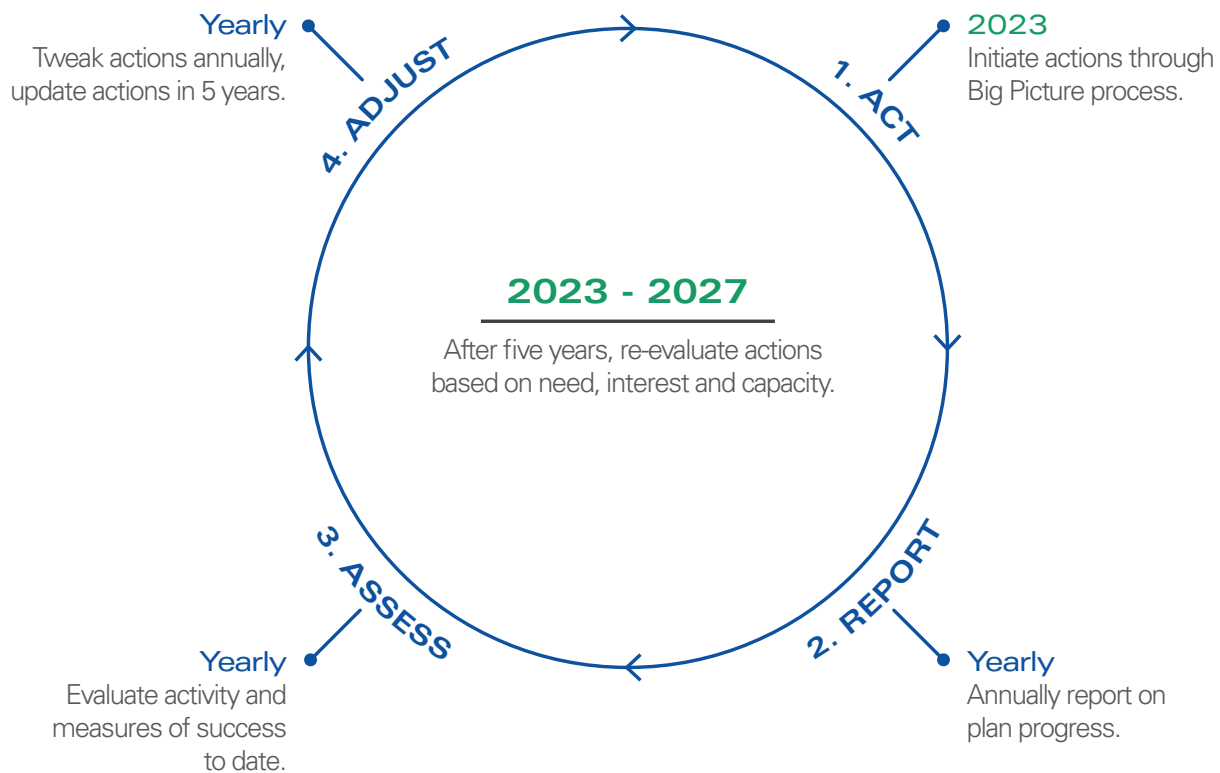 Yearly
Tweak actions annually,
update actions in 5 years.
4. ADJUST
1. ACT
2023
Initiate actions through
Big Picture process.
2023 - 2027
After five years, re-evaluate actions
based on need, interest and capacity.
3. ASSESS
Yearly
Evaluate activity and
measures of success
to date.
2. REPORT
Yearly
Annually report on
plan progress.